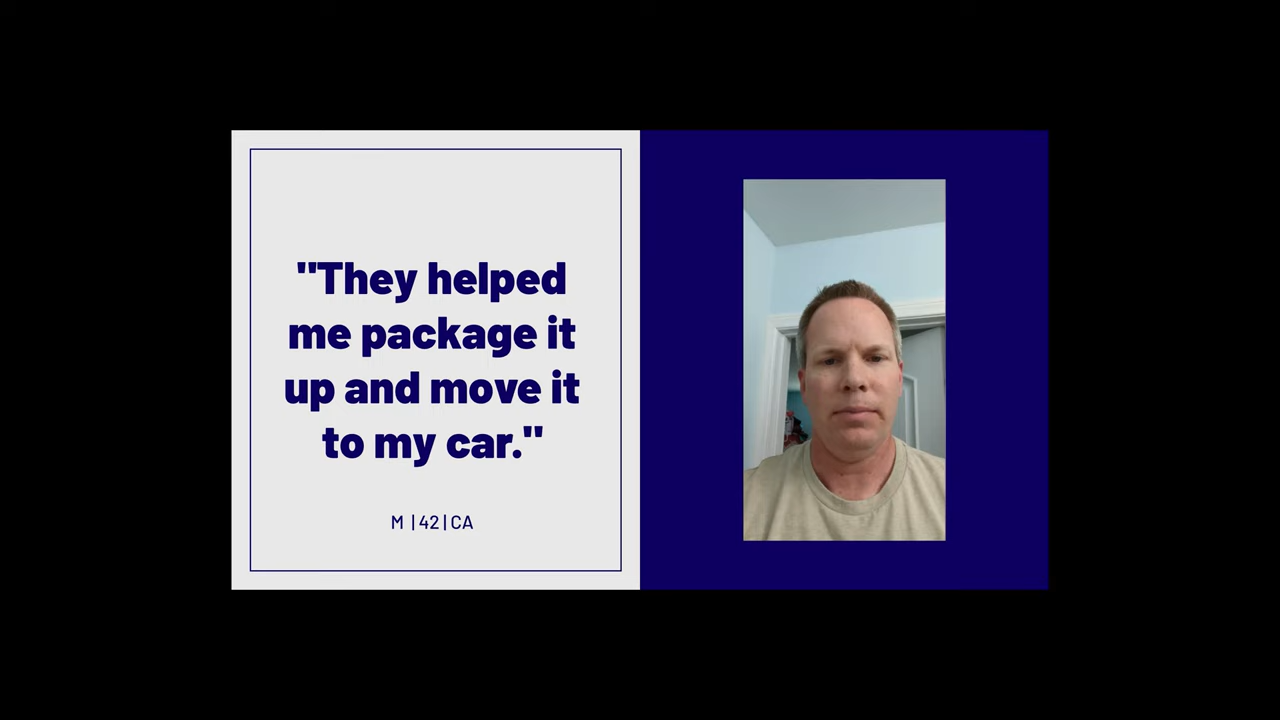 "They helped
me package it
up and move it
to my car."
M | 42 | CA